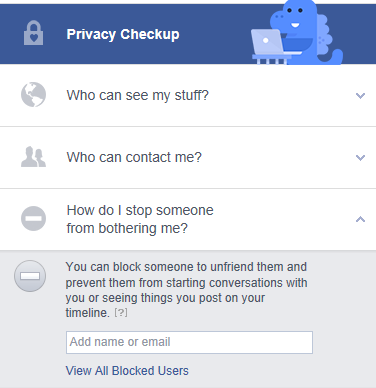 Privacy Checkup
Who can see my stuff?
Who can contact me?
How do I stop someone
from bothering me?
You can block someone to unfriend them and
prevent them from starting conversations with
you or seeing things you post on your
timeline. [?]
Add name or email
View All Blocked Users